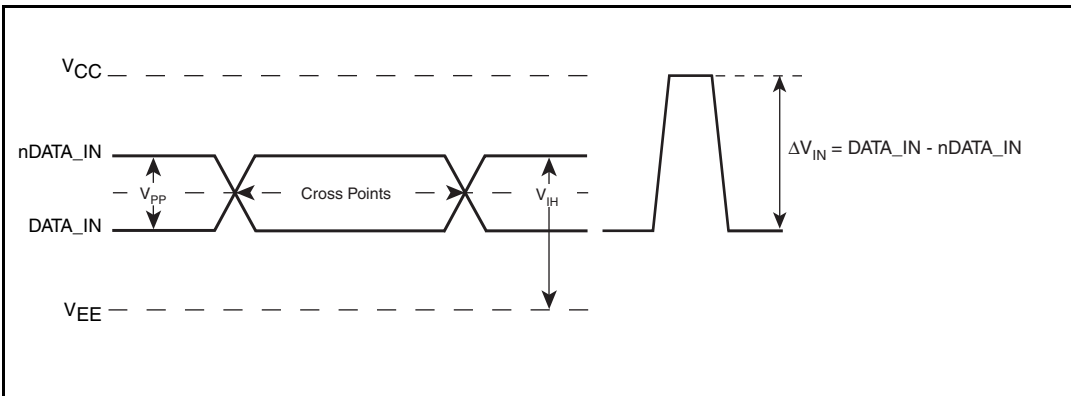 VCC
nDATA_IN
VPP
Cross Points
VIH
DATA_IN
VEE
ΔVIN = DATA_IN - nDATA_IN